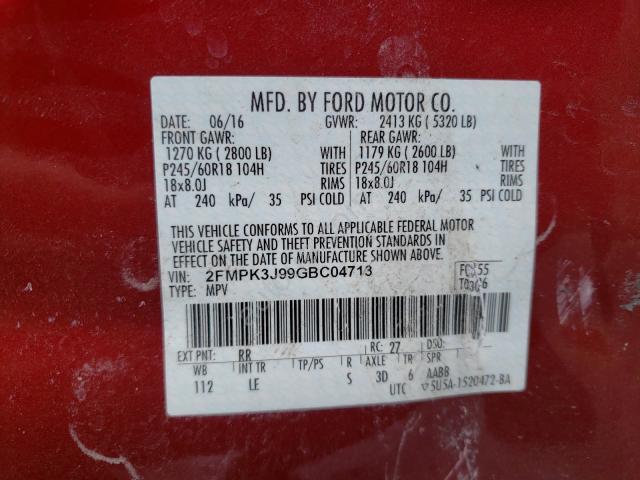 MFD. BY FORD MOTOR CO.
DATE: 06/16 GVWR: 2413 KG ( 5320 LB)
FRONT GAWR: REAR GAWR:
1270 KG ( 2800 LB) WITH 1179 KG ( 2600 LB) WITH
P245/60R18 104H TIRES P245/60R18 104H TIRES
18x8.0J RIMS 18x8.0J RIMS
AT 240 kPa/ 35 PSI COLD AT 240 kPa/ 35 PSI COLD
THIS VEHICLE CONFORMS TO ALL APPLICABLE FEDERAL MOTOR
VEHICLE SAFETY AND THEFT PREVENTION STANDARDS IN
EFFECT ON THE DATE OF MANUFACTURE SHOWN ABOVE.
VIN: 2FMPK3J99GBC04713
TYPE: MPV
EXT PNT: RR RC: 27 DSO:
WB INT TR TP/PS R AXLE TR SPR
112 LE S 3D 6 AABB
UTC 5U5A-1520472-BA